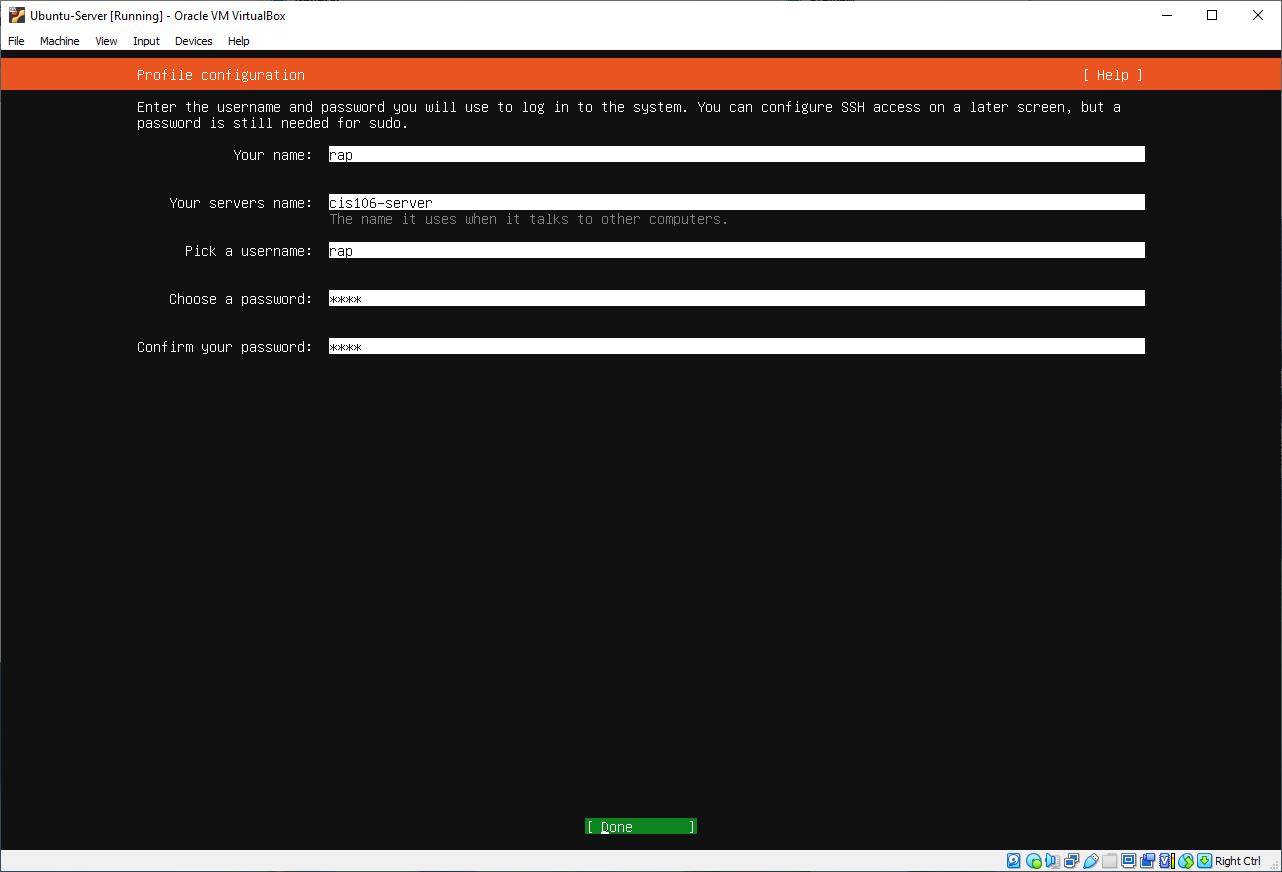 Ubuntu-Server [Running] - Oracle VM VirtualBox
File Machine View Input Devices Help
Profile configuration [ Help ]
Enter the username and password you will use to log in to the system. You can configure SSH access on a later screen, but a
password is still needed for sudo.
Your name: rap
Your servers name: cis106-server
The name it uses when it talks to other computers.
Pick a username: rap
Choose a password: ****
Confirm your password: ****
[ Done ]
Right Ctrl